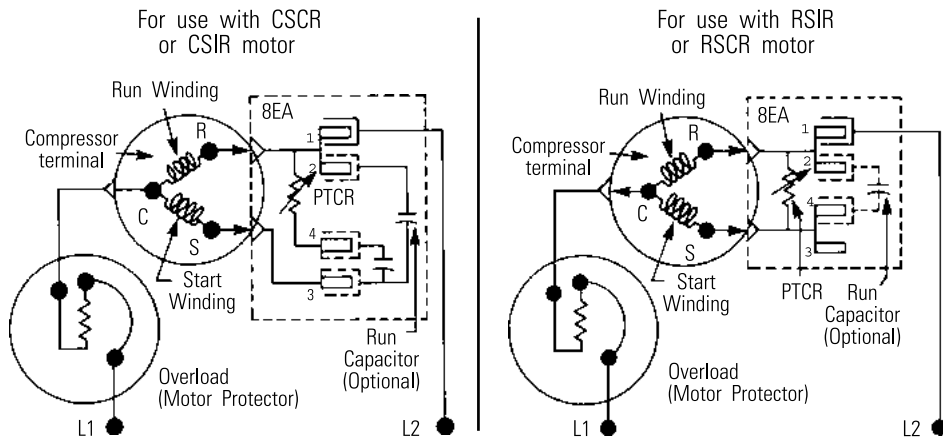 For use with CSCR
or CSIR motor
Run Winding
8EA
Compressor
terminal
R
1
2
PTCR
C
S
4
3
Start
Winding
Run
Capacitor
(Optional)
Overload
(Motor Protector)
L1
L2
For use with RSIR
or RSCR motor
Run Winding
8EA
Compressor
terminal
R
1
2
C
S
4
3
Start
Winding
PTCR
Run
Capacitor
(Optional)
Overload
(Motor Protector)
L1
L2